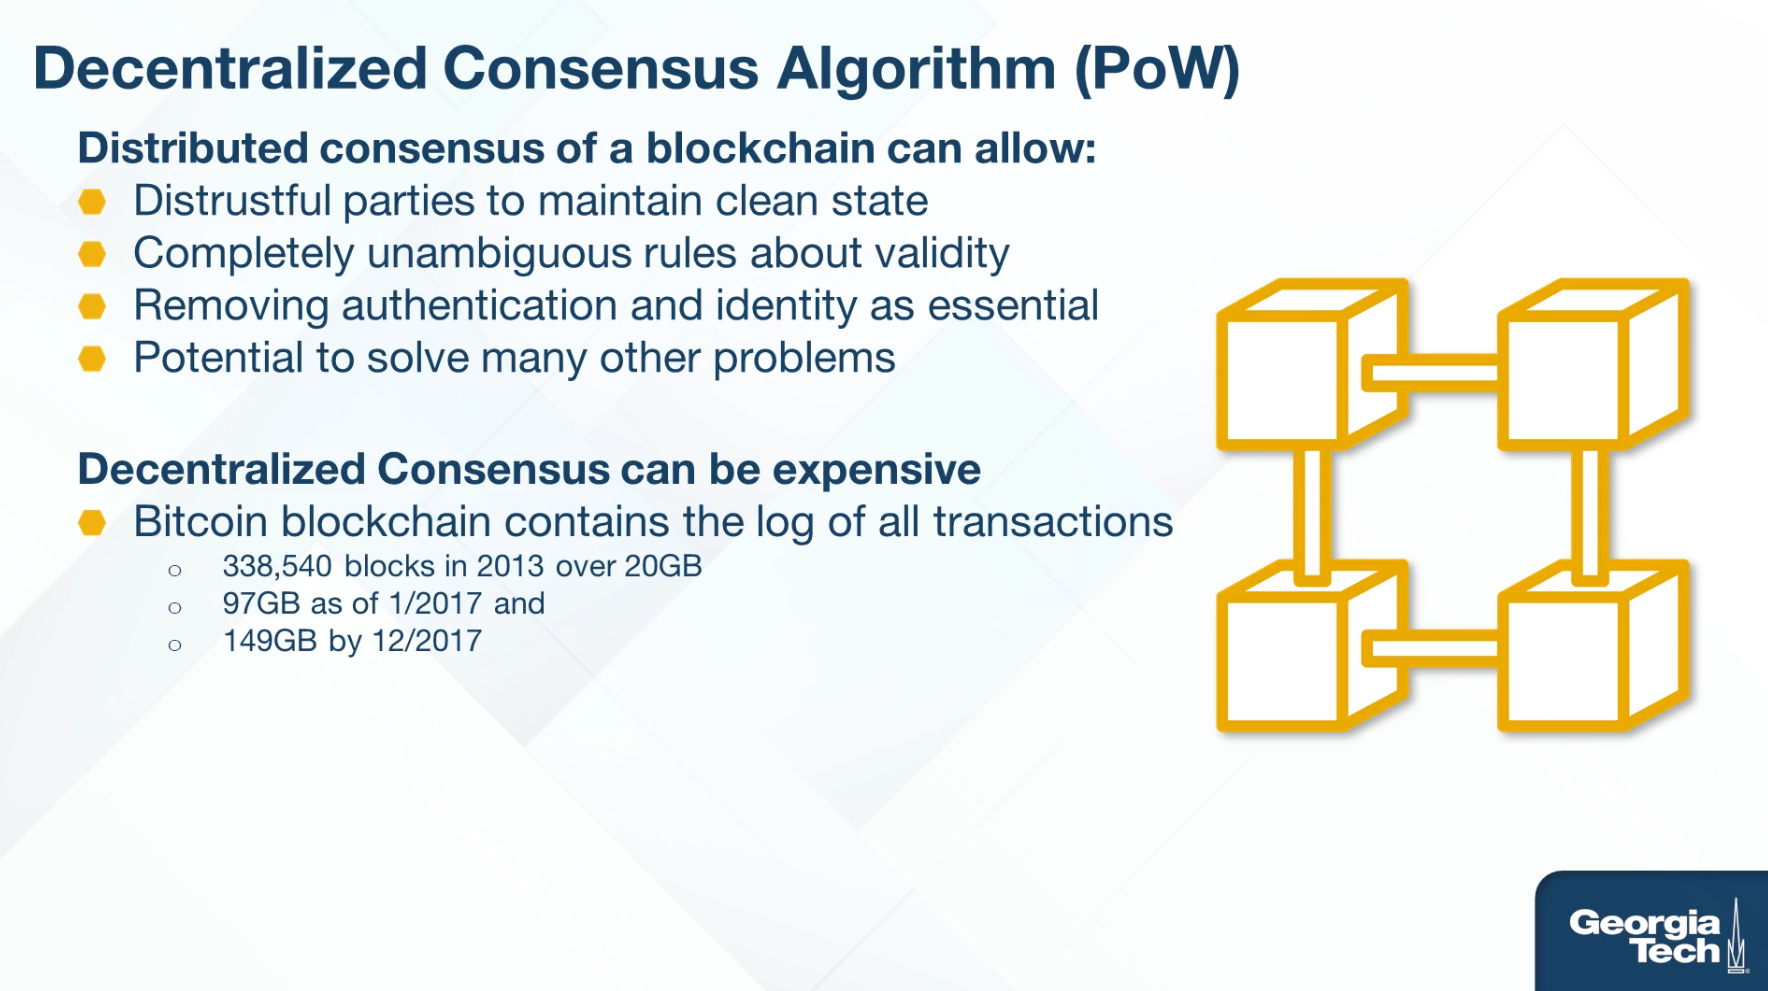 Decentralized Consensus Algorithm (PoW)
Distributed consensus of a blockchain can allow:
Distrustful parties to maintain clean state
Completely unambiguous rules about validity
Removing authentication and identity as essential
Potential to solve many other problems
Decentralized Consensus can be expensive
Bitcoin blockchain contains the log of all transactions
338,540 blocks in 2013 over 20GB
97GB as of 1/2017 and
149GB by 12/2017
Georgia
Tech